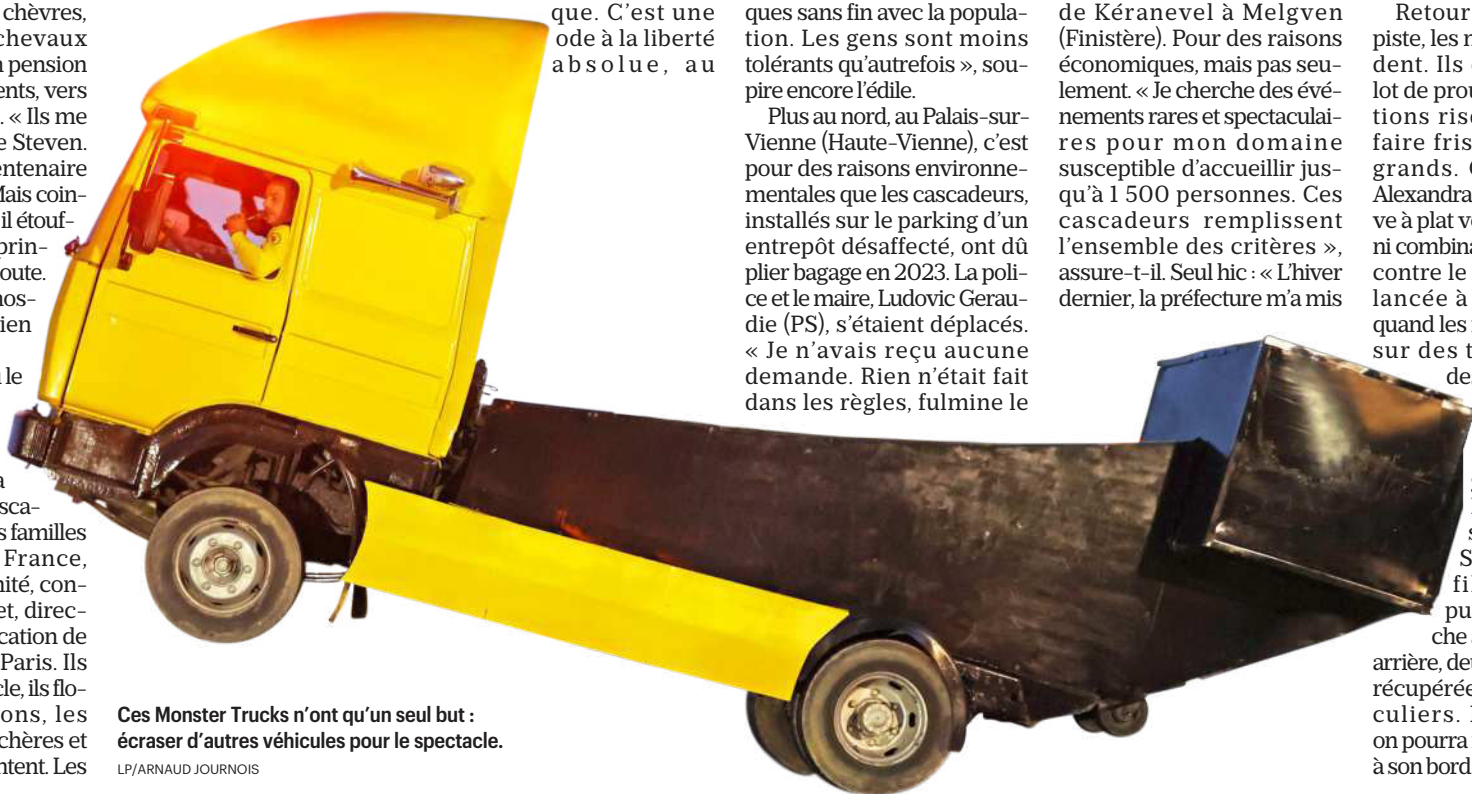 chèvres,
chevaux
pension
ents, vers
. « Ils me
e Steven.
entenaire
Mais coin-
il étouf-
prin-
oute.
nos-
ien
le
a
sca-
s familles
France,
nité, con-
et, direc-
cation de
Paris. Ils
cle, ils flo-
ons, les
chères et
ntent. Les
que. C'est une
ode à la liberté
absolue, au
Ces Monster Trucks n'ont qu'un seul but :
écraser d'autres véhicules pour le spectacle.
LP/ARNAUD JOURNOIS
ques sans fin avec la popula-
tion. Les gens sont moins
tolérants qu'autrefois », sou-
pire encore l'édile.
Plus au nord, au Palais-sur-
Vienne (Haute-Vienne), c'est
pour des raisons environne-
mentales que les cascadeurs,
installés sur le parking d'un
entrepôt désaffecté, ont dû
plier bagage en 2023. La poli-
ce et le maire, Ludovic Gerau-
die (PS), s'étaient déplacés.
« Je n'avais reçu aucune
demande. Rien n'était fait
dans les règles, fulmine le
de Kéranevel à Melgven
(Finistère). Pour des raisons
économiques, mais pas seu-
lement. « Je cherche des évé-
nements rares et spectaculai-
res pour mon domaine
susceptible d'accueillir jus-
qu'à 1 500 personnes. Ces
cascadeurs remplissent
l'ensemble des critères »,
assure-t-il. Seul hic : « L'hiver
dernier, la préfecture m'a mis
Retour
piste, les
dent. Ils
lot de prou
tions ris
faire fris
grands.
Alexandra
ve à plat ve
ni combina
contre le
lancée à
quand les
sur des t
de
s
S
fi
pu
che
arrière, deu
récupérée
culiers.
on pourra
à son bord